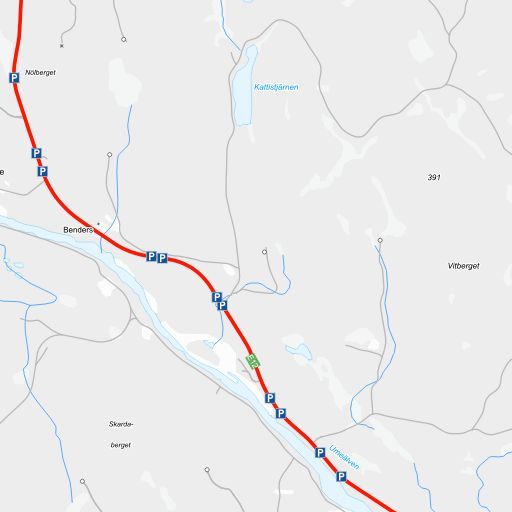 Nölberget
P
Kattistjärnen
P
P
e
391
Benders
P P
Vitberget
P
P
E12
P
P
Skarda-
berget
P
Umeälven
P